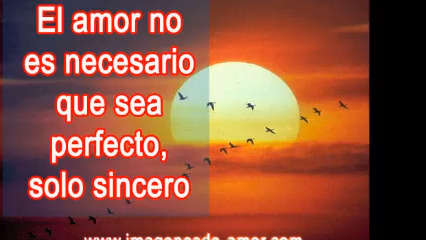 El amor no
es necesario
que sea
perfecto,
solo sincero